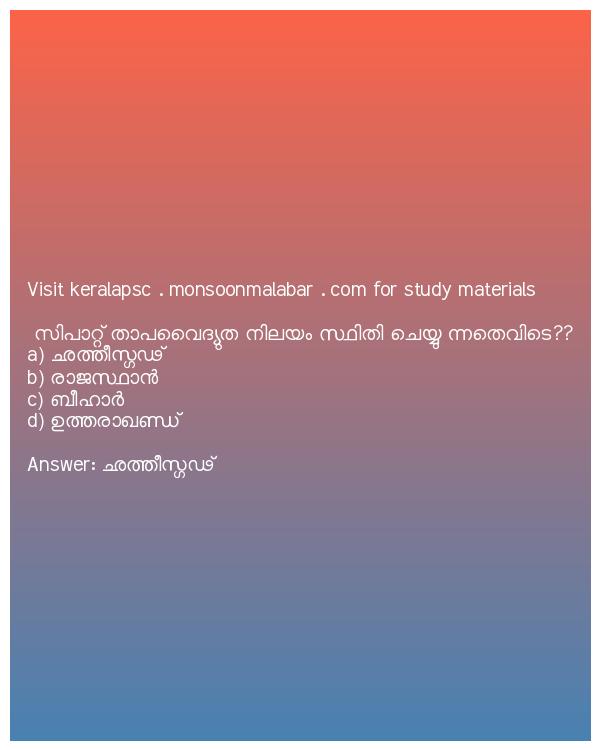 Visit keralapsc . monsoonmalabar . com for study materials
സിപാറ്റ് താപവൈദ്യുത നിലയം സ്ഥിതി ചെയ്യു ന്നതെവിടെ??
a) ഛത്തീസ്ഗഢ്
b) രാജസ്ഥാൻ
c) ബീഹാർ
d) ഉത്തരാഖണ്ഡ്
Answer: ഛത്തീസ്ഗഢ്